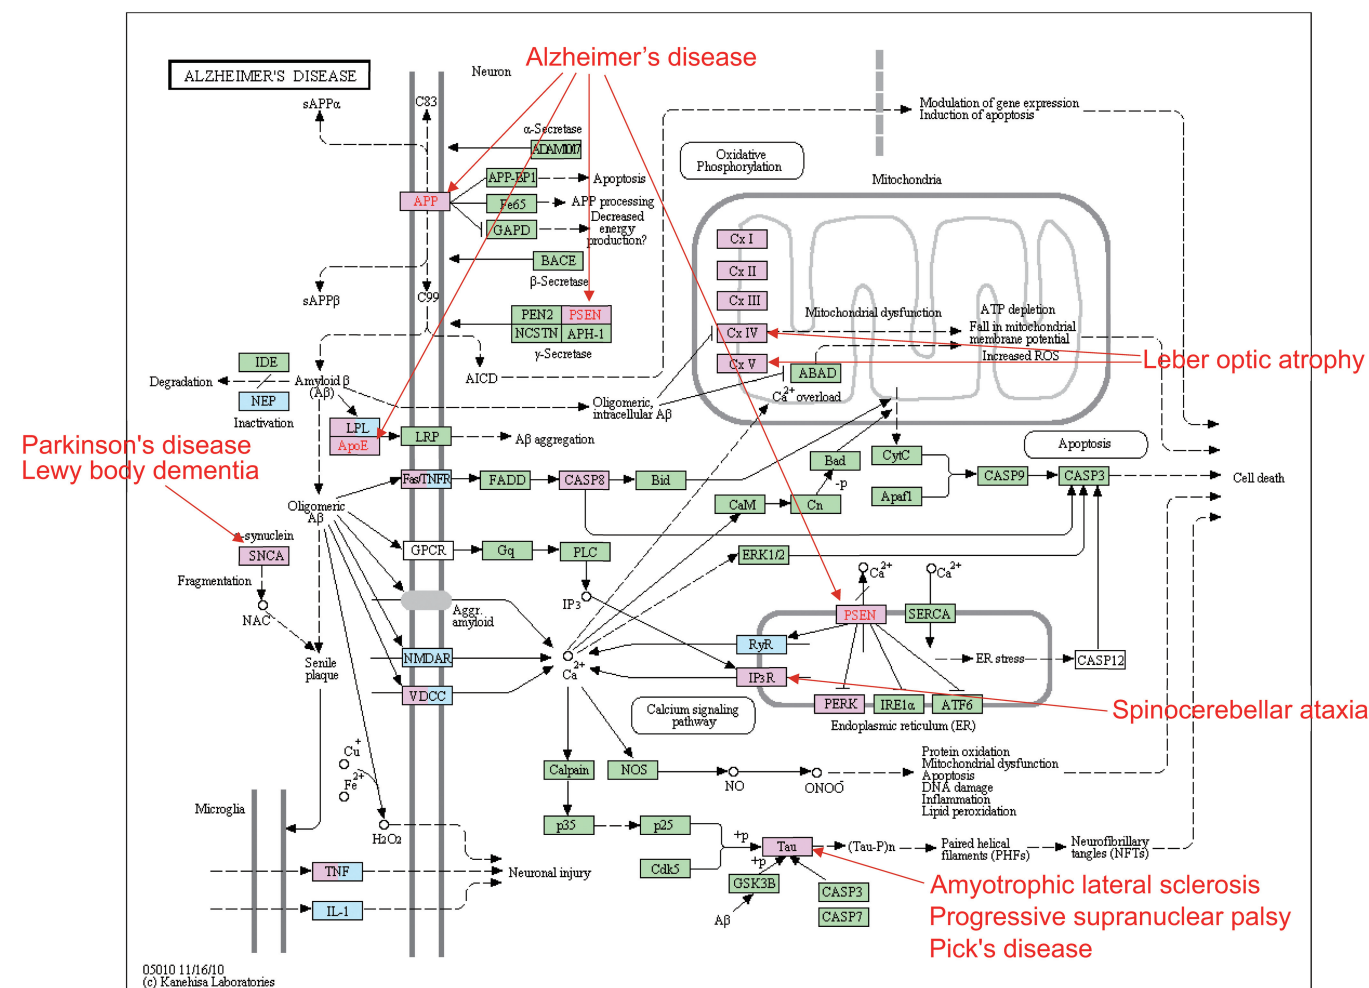 Alzheimer's disease
ALZHEIMER'S DISEASE
Neuron
sAPPα
C83
α-Secretase
Modulation of gene expression
Induction of apoptosis
Oxidative
Phosphorylation
Mitochondria
APP-BP1
Apoptosis
APP
Fe65
APP processing
GAPD
Decreased
energy
production?
BACE
β-Secretase
sAPPβ
C99
PEN2
PSEN
NCSTN
APH-1
γ-Secretase
Cx I
Cx II
Cx III
Cx IV
Cx V
Mitochondrial dysfunction
ATP depletion
Fall in mitochondrial
membrane potential
Increased ROS
ABAD
Ca2+ overload
Leber optic atrophy
IDE
Degradation
NEP
Inactivation
Amyloid β
(Aβ)
AICD
Oligomeric,
intracellular Aβ
LPL
ApoE
LRP
Aβ aggregation
Parkinson's disease
Lewy body dementia
Apoptosis
Fas/TNFR
FADD
CASP8
Bid
Bad
CytC
CASP9
CASP3
Cell death
-p
Apaf1
CaM
Cn
Oligomeric
Aβ
-synuclein
SNCA
Fragmentation
NAC
GPCR
Gq
PLC
ERK1/2
IP3
Aggr.
amyloid
Ca2+
Ca2+
PSEN
SERCA
RyR
ER stress
CASP12
IP3R
Senile
plaque
NMDAR
VDCC
Ca2+
PERK
IRE1α
ATF6
Endoplasmic reticulum (ER)
Calcium signaling
pathway
Spinocerebellar ataxia
Cu+
Fe2+
H2O2
Calpain
NOS
NO
ONOO-
Protein oxidation
Mitochondrial dysfunction
Apoptosis
DNA damage
Inflammation
Lipid peroxidation
Microglia
p35
p25
Cdk5
+p
Tau
(Tau-P)n
Paired helical
filaments (PHFs)
Neurofibrillary
tangles (NFTs)
+p
GSK3B
Aβ
CASP3
CASP7
TNF
IL-1
Neuronal injury
Amyotrophic lateral sclerosis
Progressive supranuclear palsy
Pick's disease
05010 11/16/10
(c) Kanehisa Laboratories